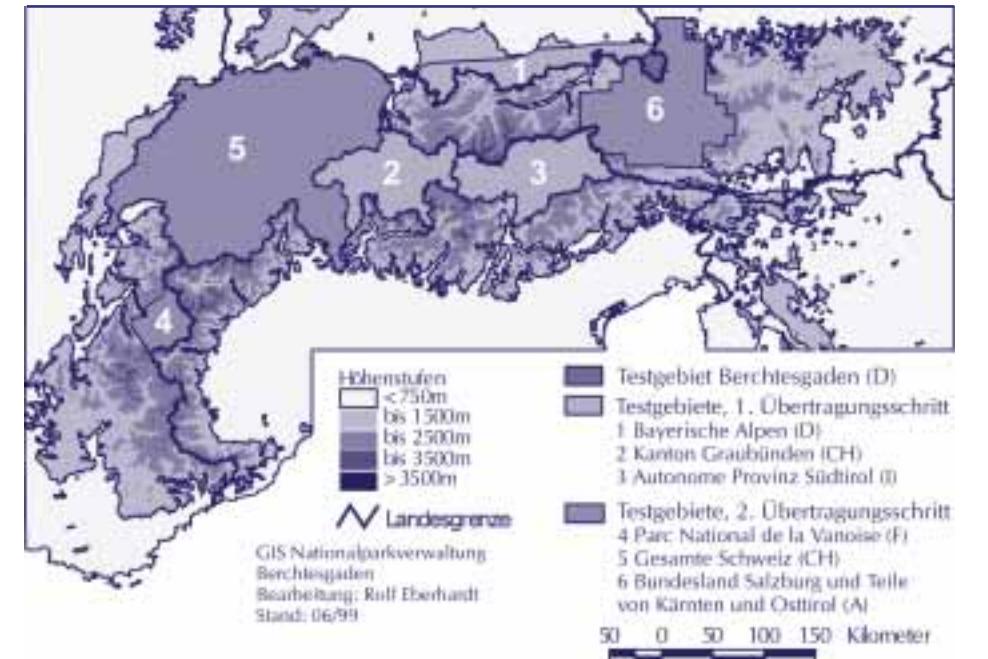 1
5
6
2
3
4
Höhenstufen
<750m
bis 1500m
bis 2500m
bis 3500m
>3500m
Landesgrenze
GIS Nationalparkverwaltung
Berchtesgaden
Bearbeitung: Rolf Eberhardt
Stand: 06/99
Testgebiet Berchtesgaden (D)
Testgebiete, 1. Übertragungsschritt
1 Bayerische Alpen (D)
2 Kanton Graubünden (CH)
3 Autonome Provinz Südtirol (I)
Testgebiete, 2. Übertragungsschritt
4 Parc National de la Vanoise (F)
5 Gesamte Schweiz (CH)
6 Bundesland Salzburg und Teile
von Kärnten und Osttirol (A)
50 0 50 100 150 Kilometer